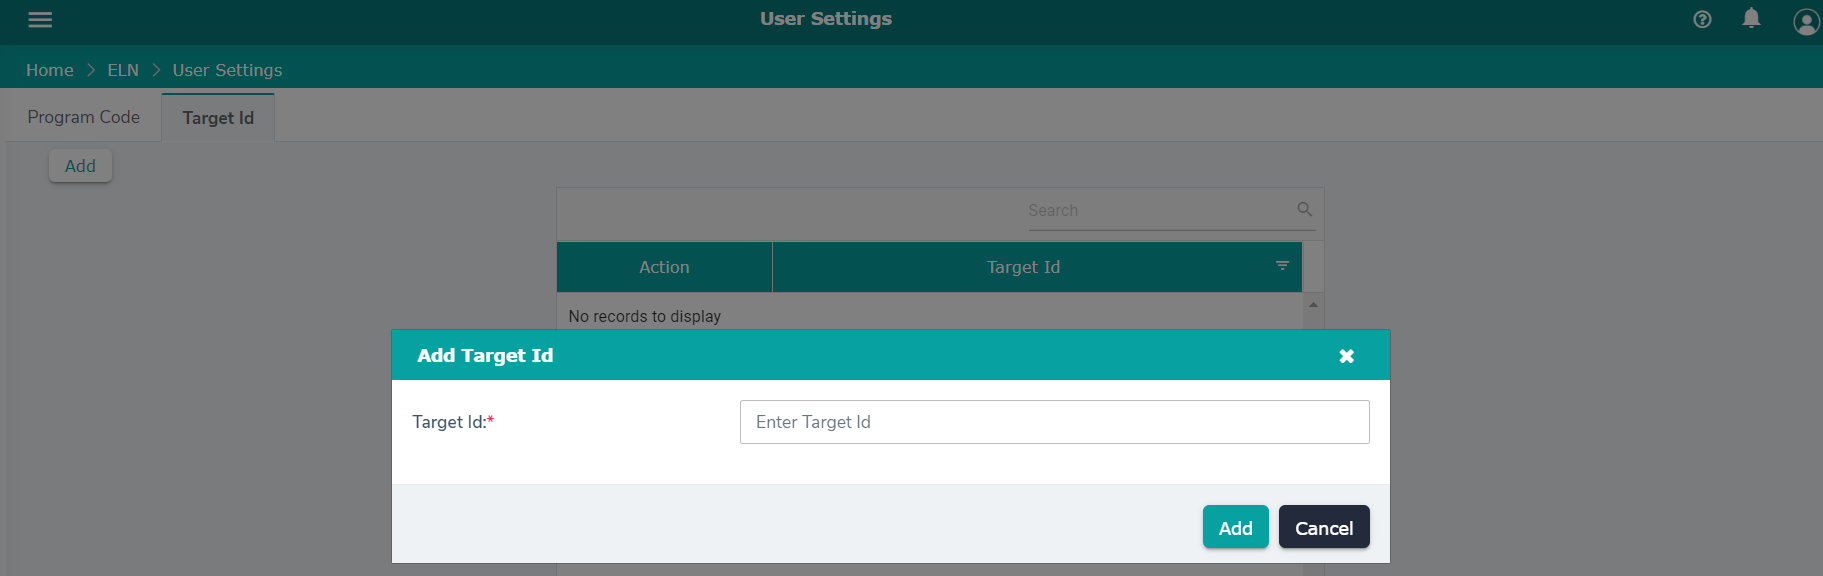 User Settings
Home > ELN > User Settings
Program Code
Target Id
Add
Search
Action
Target Id
No records to display
Add Target Id
Target Id:*
Enter Target Id
Add
Cancel